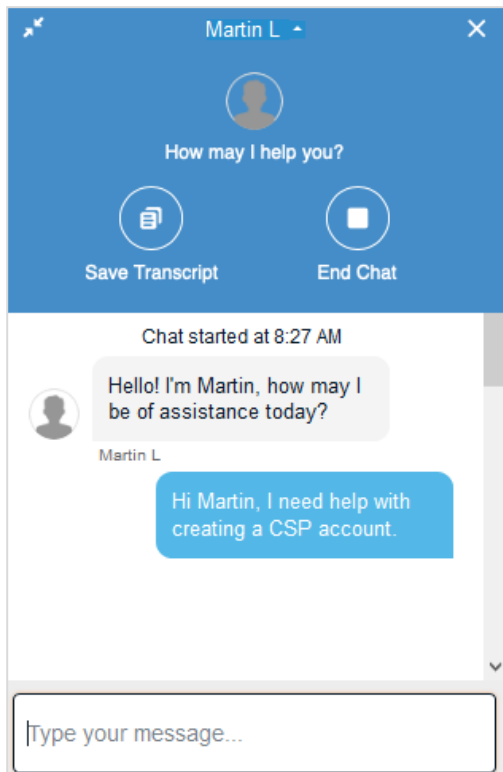 Martin L
How may I help you?
Save Transcript
End Chat
Chat started at 8:27 AM
Hello! I'm Martin, how may I
be of assistance today?
Martin L
Hi Martin, I need help with
creating a CSP account.
Type your message...